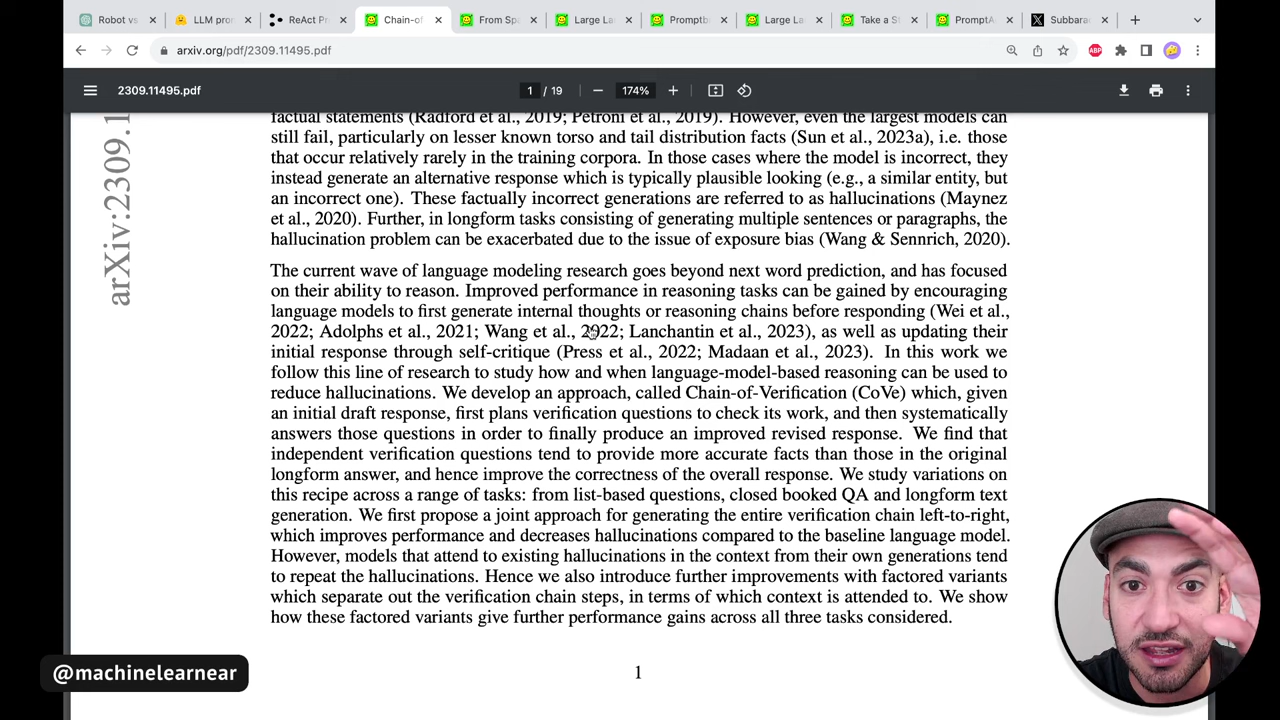 Robot vs
LLM pro
ReAct Pr
Chain-of
From Spa
Large La
Promptb
Large La
Take a S
PromptA
Subbara
arxiv.org/pdf/2309.11495.pdf
ABP
2309.11495.pdf
1 / 19
174%
arXiv:2309.1
factual statements (Radford et al., 2019; Petroni et al., 2019). However, even the largest models can
still fail, particularly on lesser known torso and tail distribution facts (Sun et al., 2023a), i.e. those
that occur relatively rarely in the training corpora. In those cases where the model is incorrect, they
instead generate an alternative response which is typically plausible looking (e.g., a similar entity, but
an incorrect one). These factually incorrect generations are referred to as hallucinations (Maynez
et al., 2020). Further, in longform tasks consisting of generating multiple sentences or paragraphs, the
hallucination problem can be exacerbated due to the issue of exposure bias (Wang & Sennrich, 2020).
The current wave of language modeling research goes beyond next word prediction, and has focused
on their ability to reason. Improved performance in reasoning tasks can be gained by encouraging
language models to first generate internal thoughts or reasoning chains before responding (Wei et al.,
2022; Adolphs et al., 2021; Wang et al., 2022; Lanchantin et al., 2023), as well as updating their
initial response through self-critique (Press et al., 2022; Madaan et al., 2023). In this work we
follow this line of research to study how and when language-model-based reasoning can be used to
reduce hallucinations. We develop an approach, called Chain-of-Verification (CoVe) which, given
an initial draft response, first plans verification questions to check its work, and then systematically
answers those questions in order to finally produce an improved revised response. We find that
independent verification questions tend to provide more accurate facts than those in the original
longform answer, and hence improve the correctness of the overall response. We study variations on
this recipe across a range of tasks: from list-based questions, closed booked QA and longform text
generation. We first propose a joint approach for generating the entire verification chain left-to-right,
which improves performance and decreases hallucinations compared to the baseline language model.
However, models that attend to existing hallucinations in the context from their own generations tend
to repeat the hallucinations. Hence we also introduce further improvements with factored variants
which separate out the verification chain steps, in terms of which context is attended to. We show
how these factored variants give further performance gains across all three tasks considered.
1
@machinelearnear